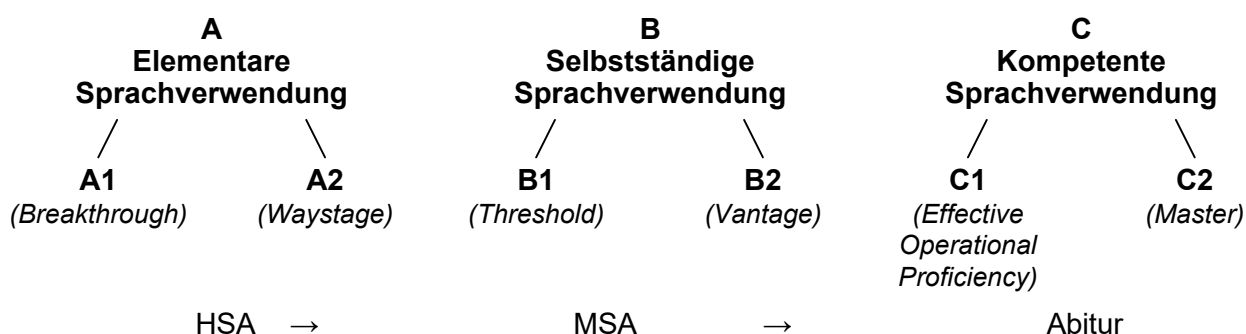 A
Elementare
Sprachverwendung
B
Selbstständige
Sprachverwendung
C
Kompetente
Sprachverwendung
A1
(Breakthrough)
A2
(Waystage)
B1
(Threshold)
B2
(Vantage)
C1
(Effective
Operational
Proficiency)
C2
(Master)
HSA → MSA → Abitur